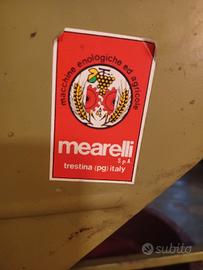 macchine enologiche ed agricole
mearelli
S.p.A
trestina (pg) italy
subito